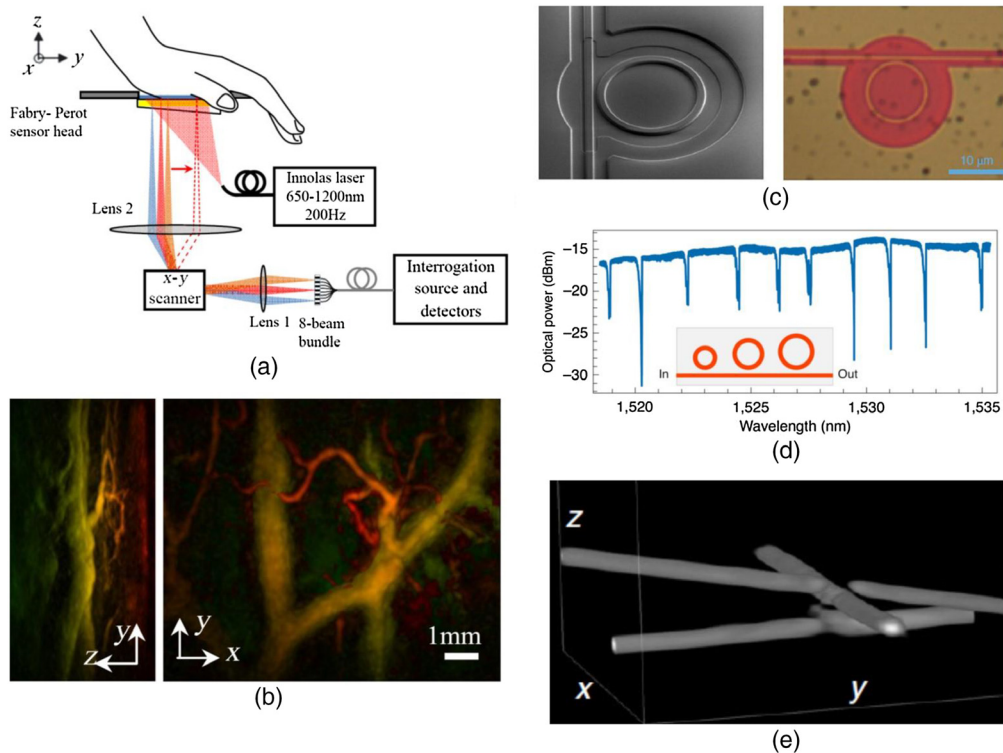 z
y
x
Fabry- Perot
sensor head
Innolas laser
650-1200nm
200Hz
Lens 2
x-y
scanner
Lens 1
8-beam
bundle
Interrogation
source and
detectors
(a)
y
z
y
x
1mm
(b)
10 μm
(c)
Optical power (dBm)
−15
−20
−25
−30
In
Out
1,520
1,525
1,530
1,535
Wavelength (nm)
(d)
z
x
y
(e)